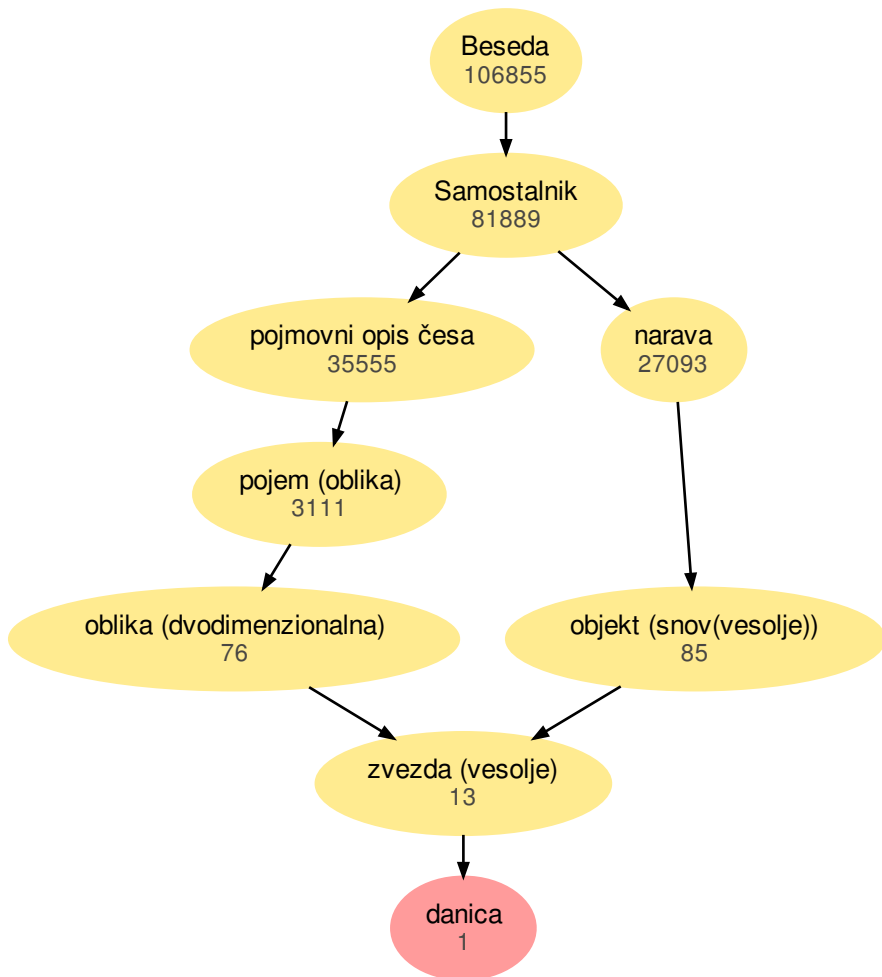 Beseda
106855
Samostalnik
81889
pojmovni opis česa
35555
narava
27093
pojem (oblika)
3111
oblika (dvodimenzionalna)
76
objekt (snov(vesolje))
85
zvezda (vesolje)
13
danica
1